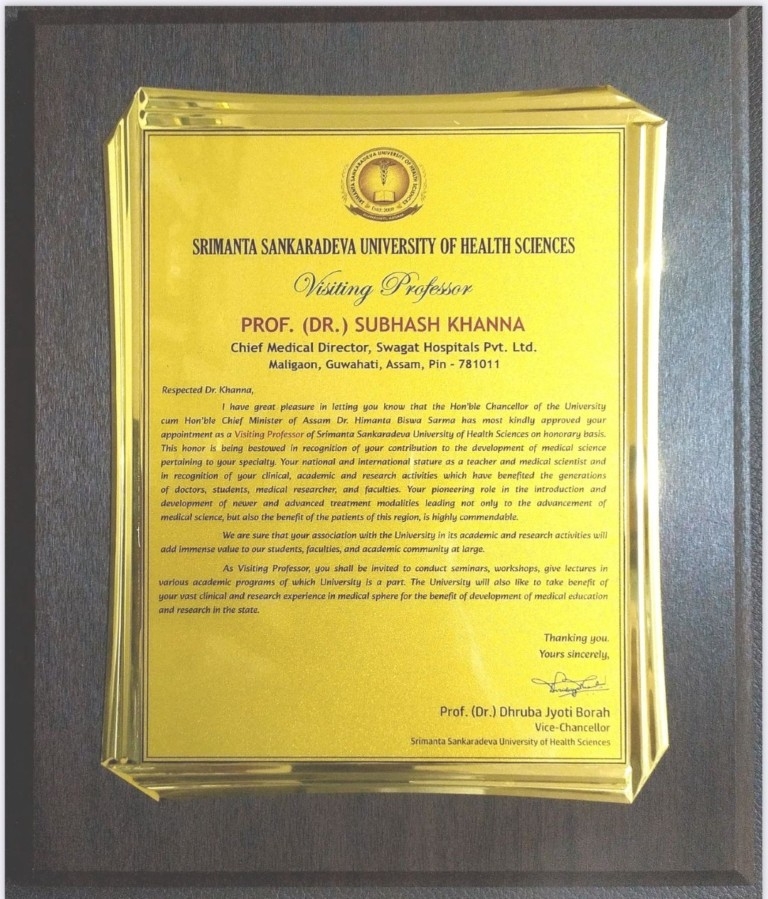 SRIMANTA SANKARADEVA UNIVERSITY OF HEALTH SCIENCES
SRIMANTA SANKARADEVA UNIVERSITY OF HEALTH SCIENCES
Visiting Professor
PROF. (DR.) SUBHASH KHANNA
Chief Medical Director, Swagat Hospitals Pvt. Ltd.
Maligaon, Guwahati, Assam, Pin - 781011
Respected Dr. Khanna,
I have great pleasure in letting you know that the Hon'ble Chancellor of the University
cum Hon'ble Chief Minister of Assam Dr. Himanta Biswa Sarma has most kindly approved your
appointment as a Visiting Professor of Srimanta Sankaradeva University of Health Sciences on honorary basis.
This honor is being bestowed in recognition of your contribution to the development of medical science
pertaining to your specialty. Your national and international stature as a teacher and medical scientist and
in recognition of your clinical, academic and research activities which have benefited the generations
of doctors, students, medical researcher, and faculties. Your pioneering role in the introduction and
development of newer and advanced treatment modalities leading not only to the advancement of
medical science, but also the benefit of the patients of this region, is highly commendable.
We are sure that your association with the University in its academic and research activities will
add immense value to our students, faculties, and academic community at large.
As Visiting Professor, you shall be invited to conduct seminars, workshops, give lectures in
various academic programs of which University is a part. The University will also like to take benefit of
your vast clinical and research experience in medical sphere for the benefit of development of medical education
and research in the state.
Thanking you.
Yours sincerely,
Prof. (Dr.) Dhruba Jyoti Borah
Vice-Chancellor
Srimanta Sankaradeva University of Health Sciences